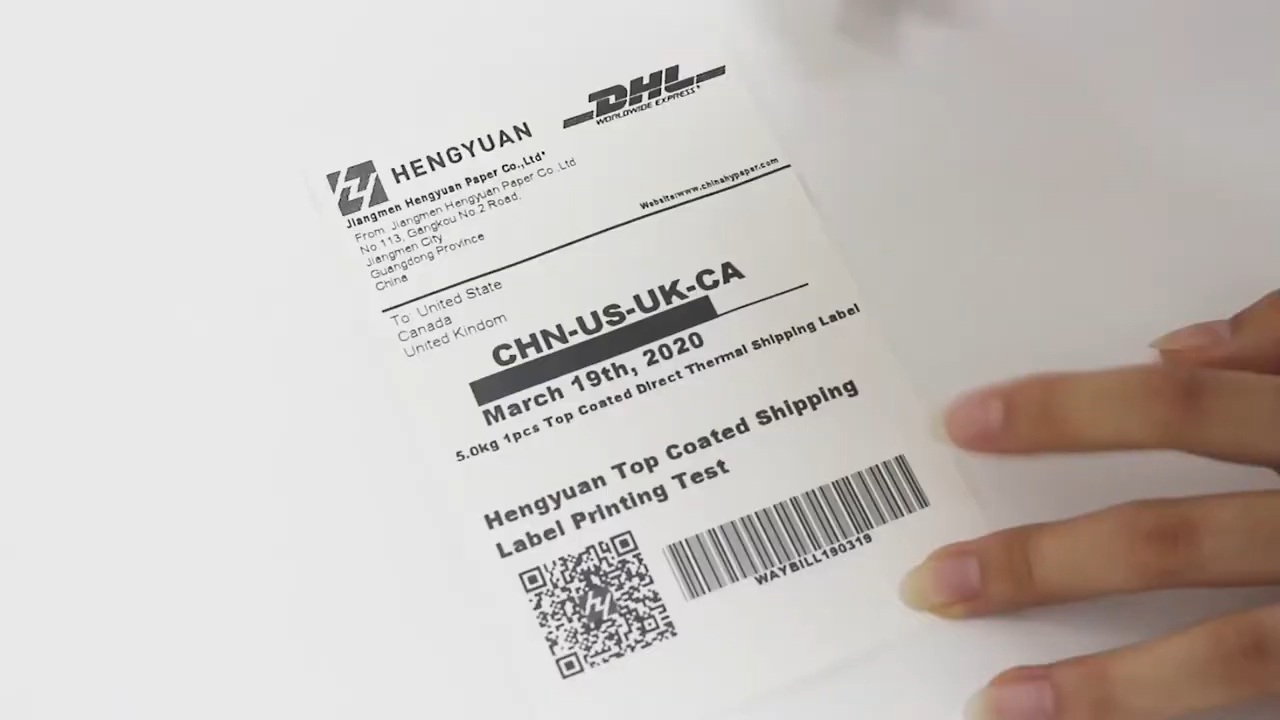 HENGYUAN
DHL
WORLDWIDE EXPRESS
Jiangmen Hengyuan Paper Co.,Ltd
From Jiangmen Hengyuan Paper Co.,Ltd
No 113, Gangkou No.2 Road,
Jiangmen City
Guangdong Province
China
Website:www.chinahypaper.com
To United State
Canada
United Kindom
CHN-US-UK-CA
March 19th, 2020
5.0kg 1pcs Top Coated Direct Thermal Shipping Label
Hengyuan Top Coated Shipping
Label Printing Test
WAYBILL190319